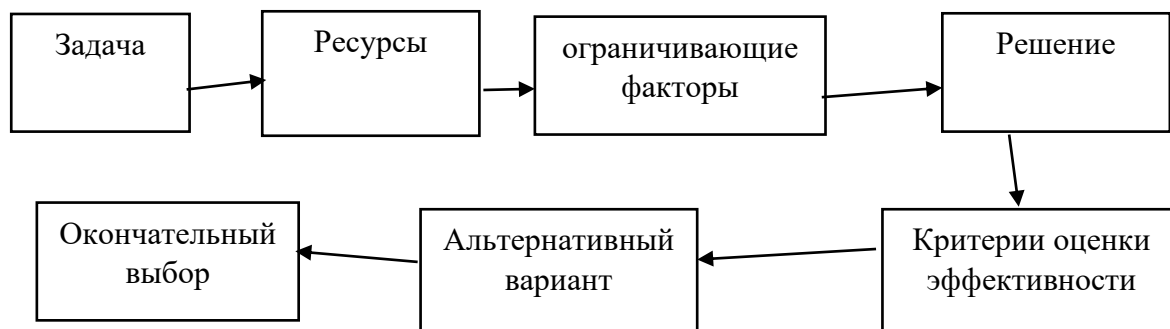 Задача
Ресурсы
ограничивающие
факторы
Решение
Критерии оценки
эффективности
Альтернативный
вариант
Окончательный
выбор